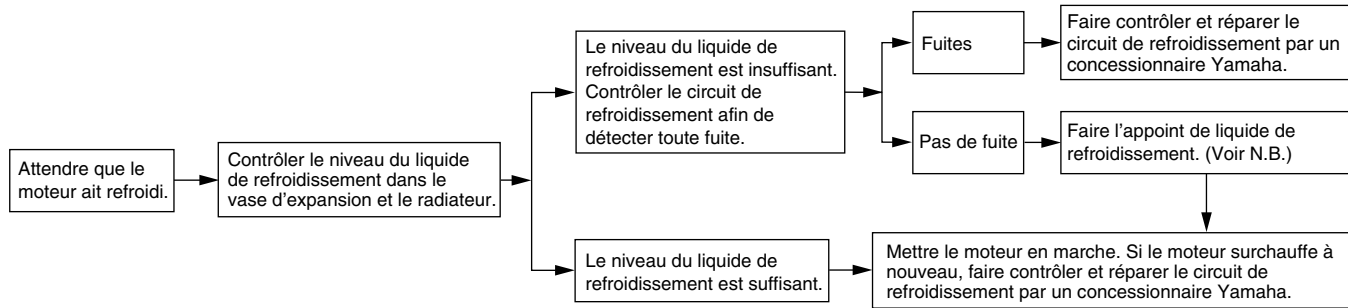 Attendre que le
moteur ait refroidi.
Contrôler le niveau du liquide
de refroidissement dans le
vase d'expansion et le radiateur.
Le niveau du liquide de
refroidissement est insuffisant.
Contrôler le circuit de
refroidissement afin de
détecter toute fuite.
Fuites
Faire contrôler et réparer le
circuit de refroidissement par un
concessionnaire Yamaha.
Pas de fuite
Faire l'appoint de liquide de
refroidissement. (Voir N.B.)
Le niveau du liquide de
refroidissement est suffisant.
Mettre le moteur en marche. Si le moteur surchauffe à
nouveau, faire contrôler et réparer le circuit de
refroidissement par un concessionnaire Yamaha.